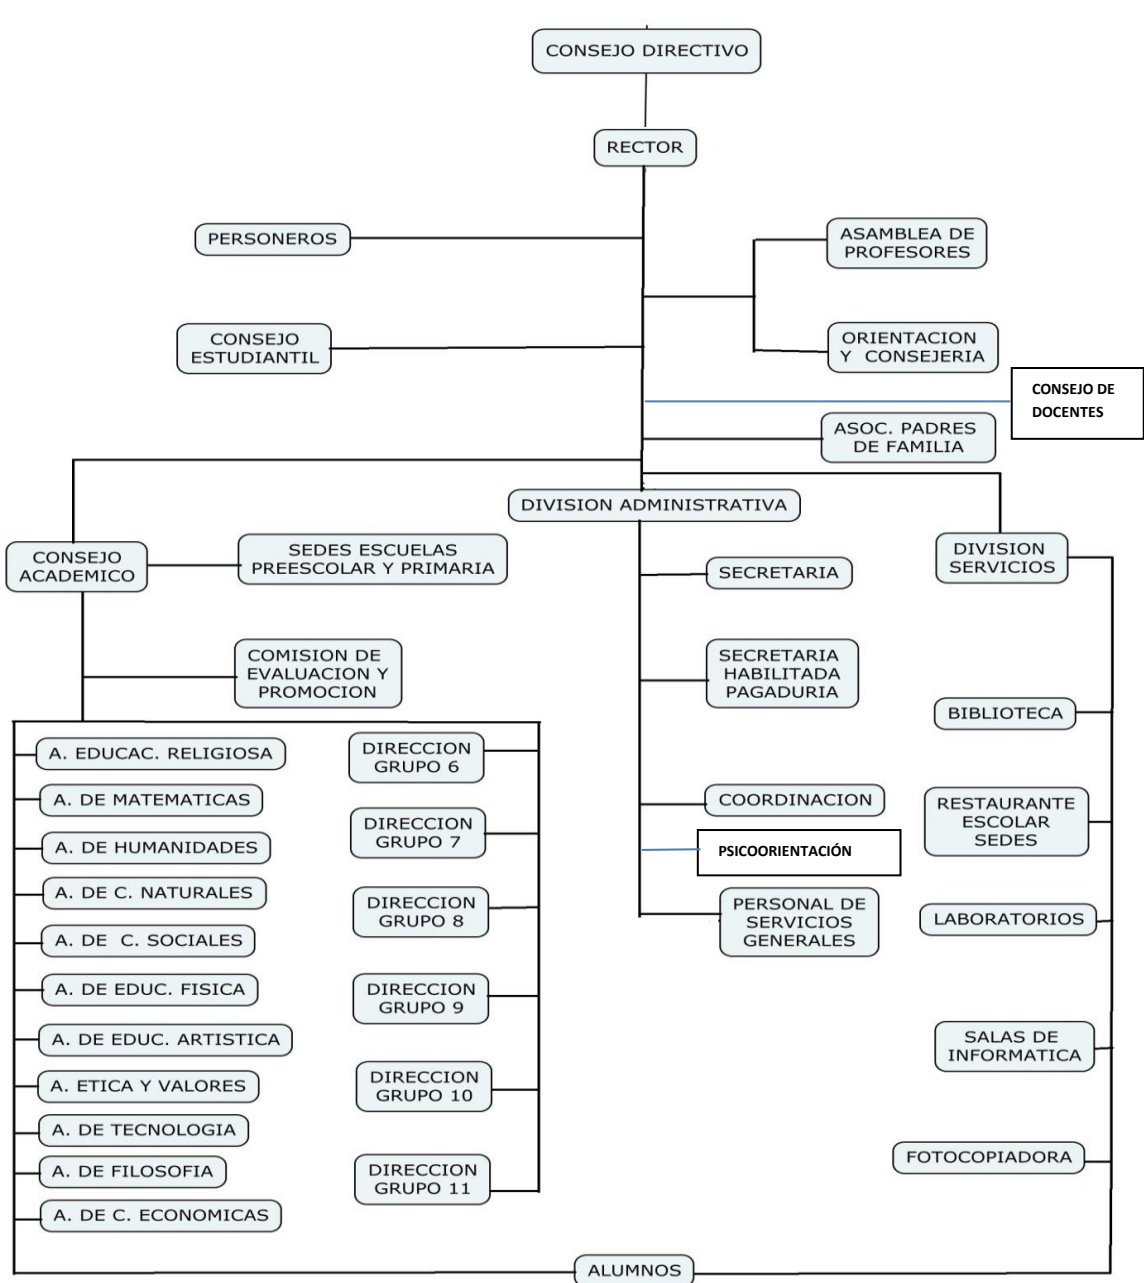 CONSEJO DIRECTIVO
RECTOR
PERSONEROS
ASAMBLEA DE
PROFESORES
CONSEJO
ESTUDIANTIL
ORIENTACION
Y CONSEJERIA
CONSEJO DE
DOCENTES
ASOC. PADRES
DE FAMILIA
DIVISION ADMINISTRATIVA
CONSEJO
ACADEMICO
SEDES ESCUELAS
PREESCOLAR Y PRIMARIA
COMISION DE
EVALUACION Y
PROMOCION
A. EDUCAC. RELIGIOSA
A. DE MATEMATICAS
A. DE HUMANIDADES
A. DE C. NATURALES
A. DE C. SOCIALES
A. DE EDUC. FISICA
A. DE EDUC. ARTISTICA
A. ETICA Y VALORES
A. DE TECNOLOGIA
A. DE FILOSOFIA
A. DE C. ECONOMICAS
DIRECCION
GRUPO 6
DIRECCION
GRUPO 7
DIRECCION
GRUPO 8
DIRECCION
GRUPO 9
DIRECCION
GRUPO 10
DIRECCION
GRUPO 11
SECRETARIA
SECRETARIA
HABILITADA
PAGADURIA
COORDINACION
PSICOORIENTACIÓN
PERSONAL DE
SERVICIOS
GENERALES
DIVISION
SERVICIOS
BIBLIOTECA
RESTAURANTE
ESCOLAR
SEDES
LABORATORIOS
SALAS DE
INFORMATICA
FOTOCOPIADORA
ALUMNOS